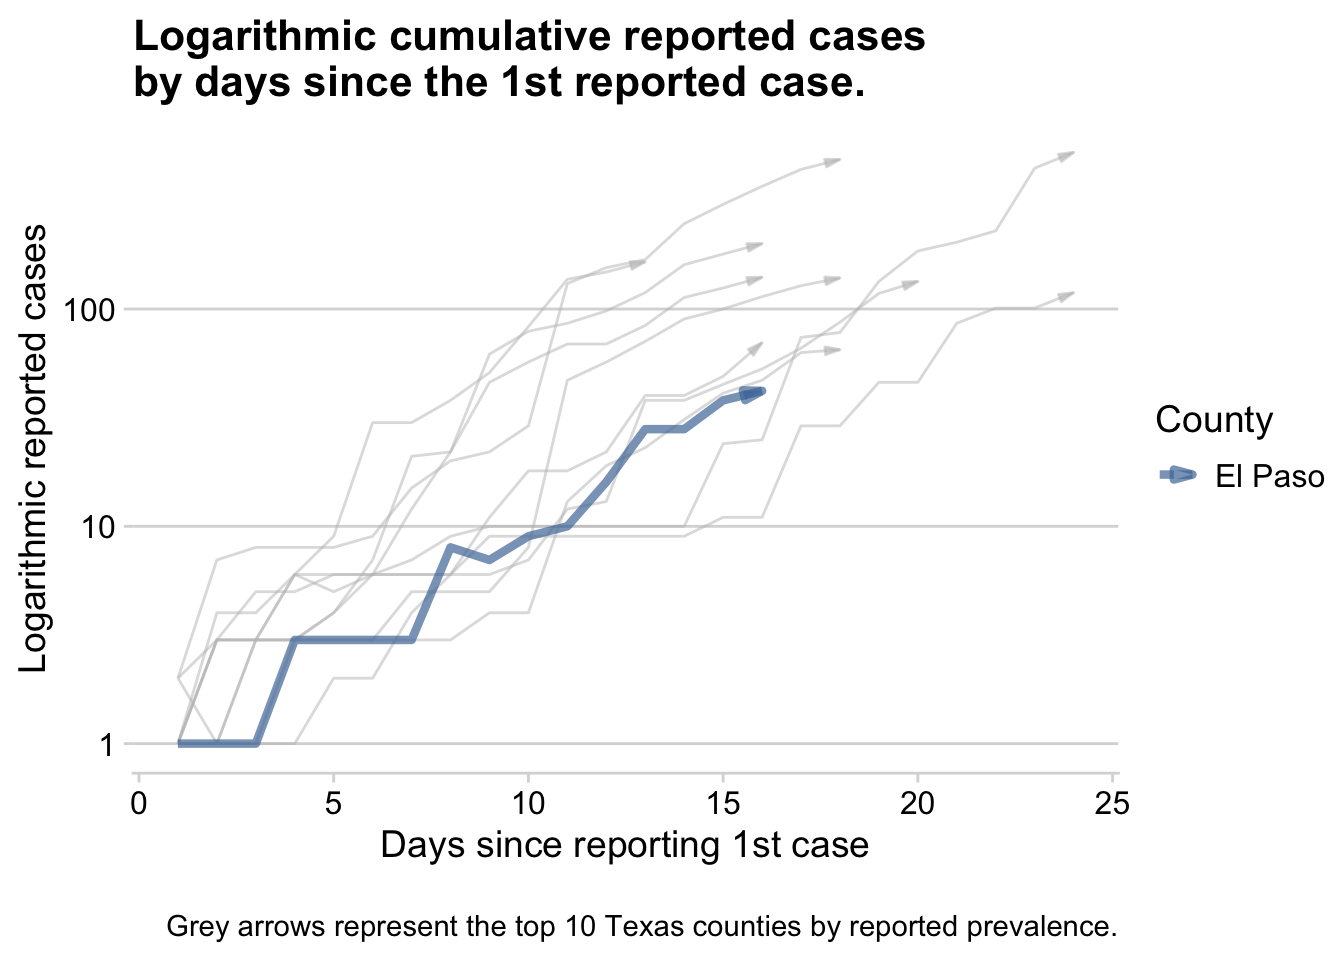 Logarithmic cumulative reported cases
by days since the 1st reported case.
Logarithmic reported cases
100
10
1
0 5 10 15 20 25
Days since reporting 1st case
County
El Paso
Grey arrows represent the top 10 Texas counties by reported prevalence.